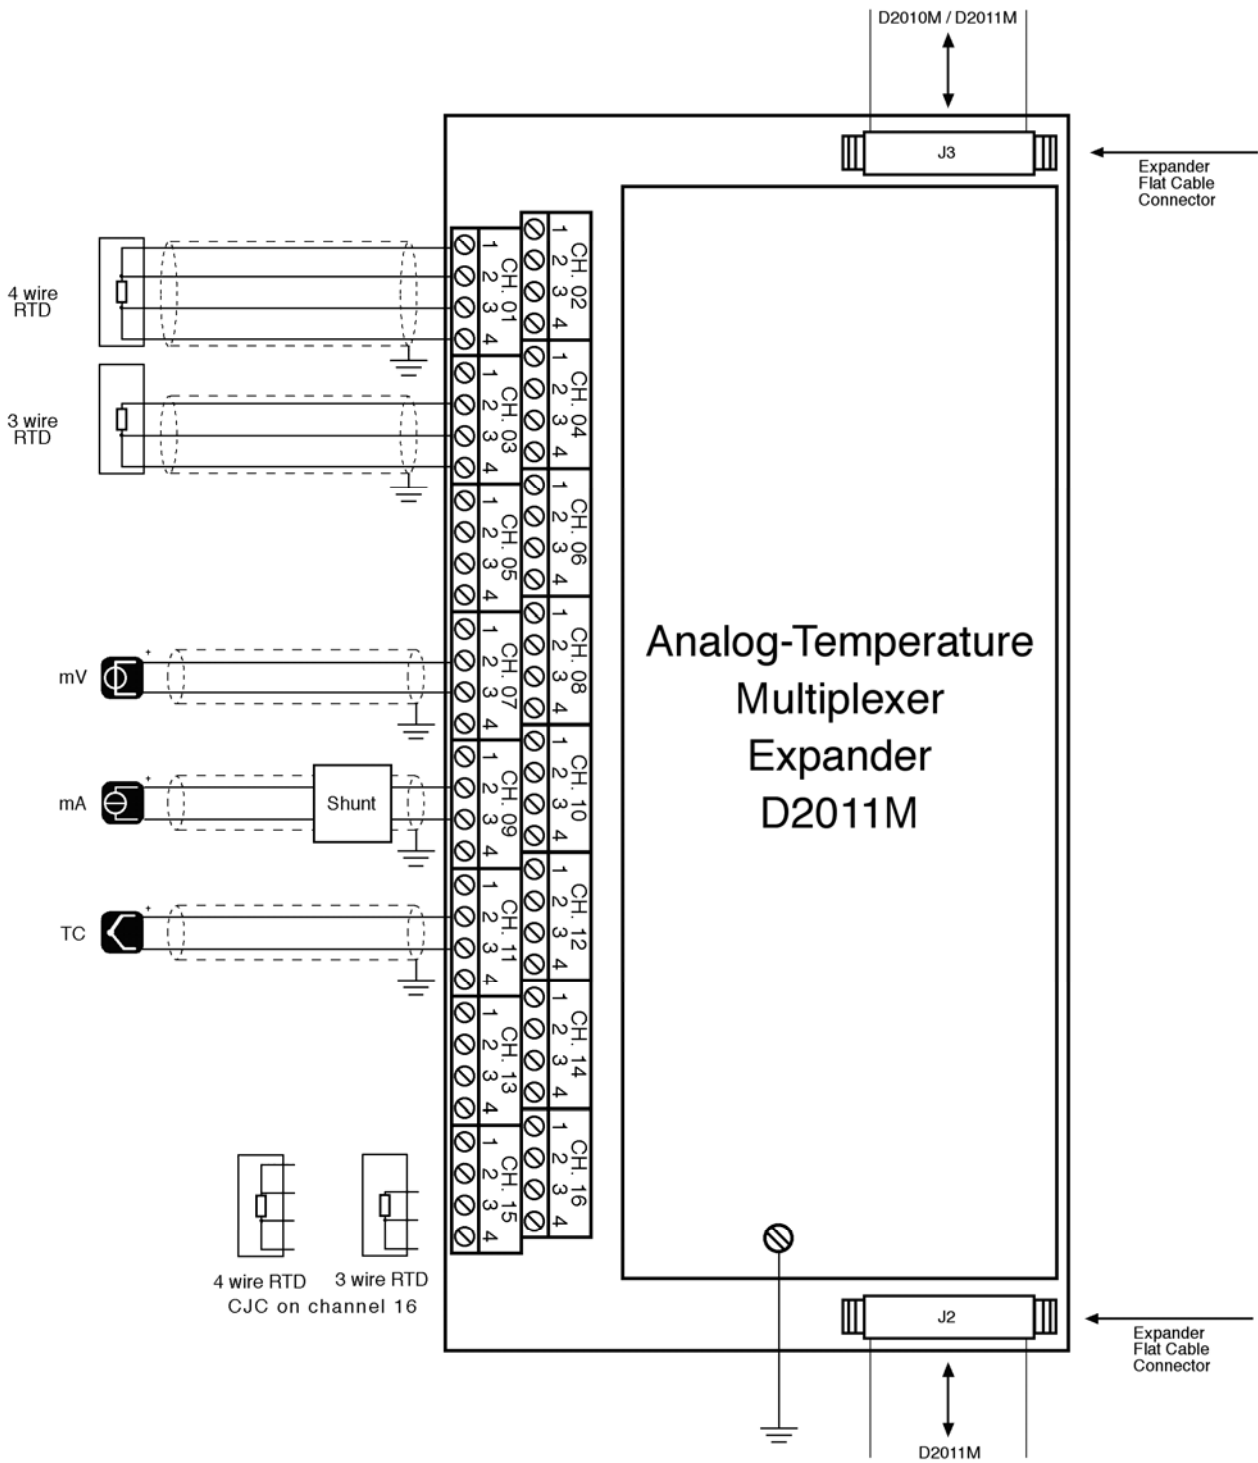 D2010M / D2011M
J3
Expander
Flat Cable
Connector
4 wire
RTD
1 2 3 4
CH. 01
1 2 3 4
CH. 02
3 wire
RTD
1 2 3 4
CH. 03
1 2 3 4
CH. 04
1 2 3 4
CH. 05
1 2 3 4
CH. 06
mV
+
1 2 3 4
CH. 07
1 2 3 4
CH. 08
mA
+
Shunt
1 2 3 4
CH. 09
1 2 3 4
CH. 10
TC
+
1 2 3 4
CH. 11
1 2 3 4
CH. 12
1 2 3 4
CH. 13
1 2 3 4
CH. 14
1 2 3 4
CH. 15
1 2 3 4
CH. 16
Analog-Temperature
Multiplexer
Expander
D2011M
4 wire RTD
3 wire RTD
CJC on channel 16
J2
Expander
Flat Cable
Connector
D2011M